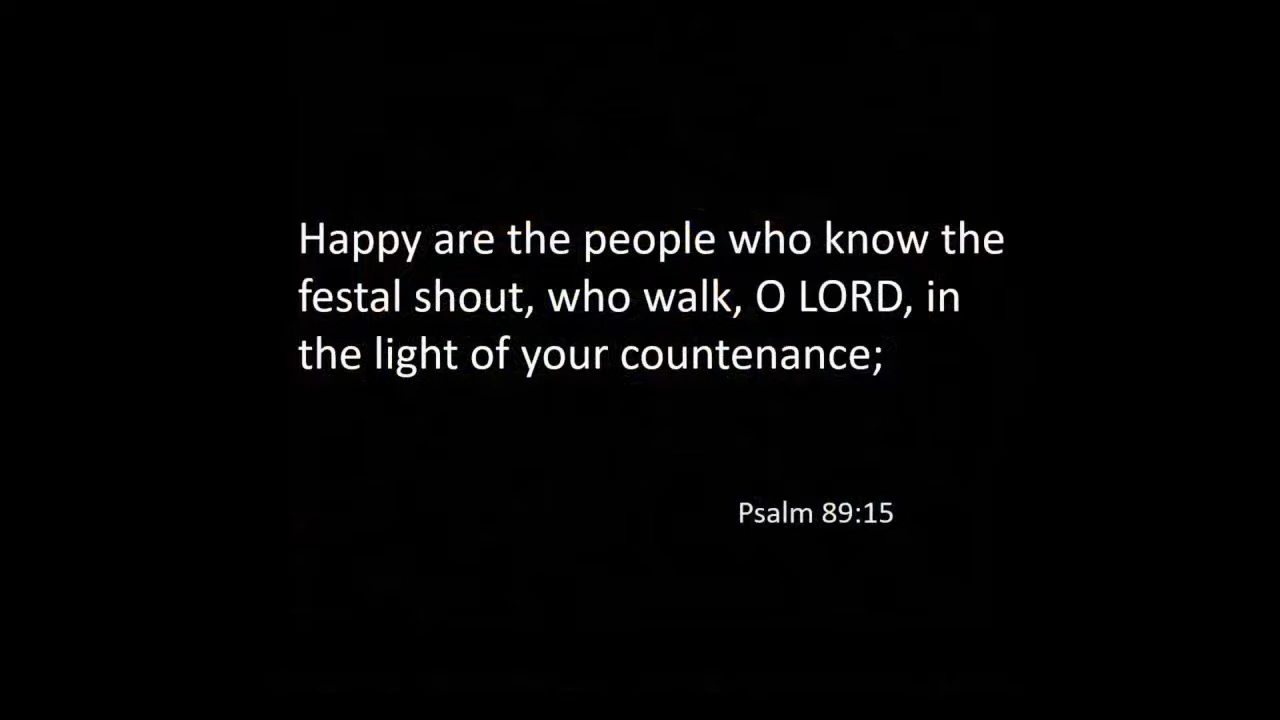 Happy are the people who know the
festal shout, who walk, O LORD, in
the light of your countenance;
Psalm 89:15